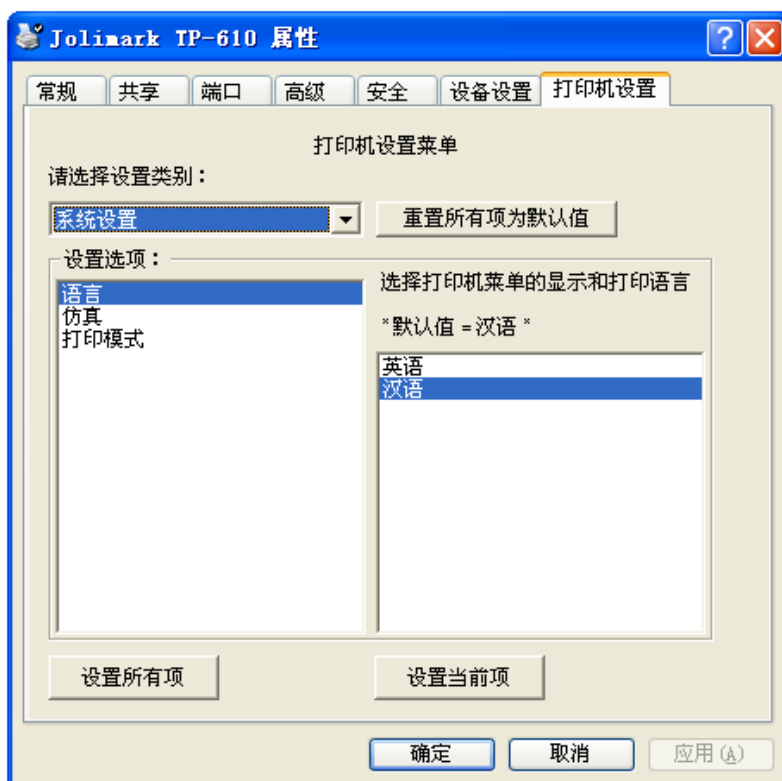 Jolimark TP-610 属性
常规 共享 端口 高级 安全 设备设置 打印机设置
打印机设置菜单
请选择设置类别：
系统设置
重置所有项为默认值
设置选项：
语言
仿真
打印模式
选择打印机菜单的显示和打印语言
*默认值 =汉语 *
英语
汉语
设置所有项
设置当前项
确定 取消 应用(A)